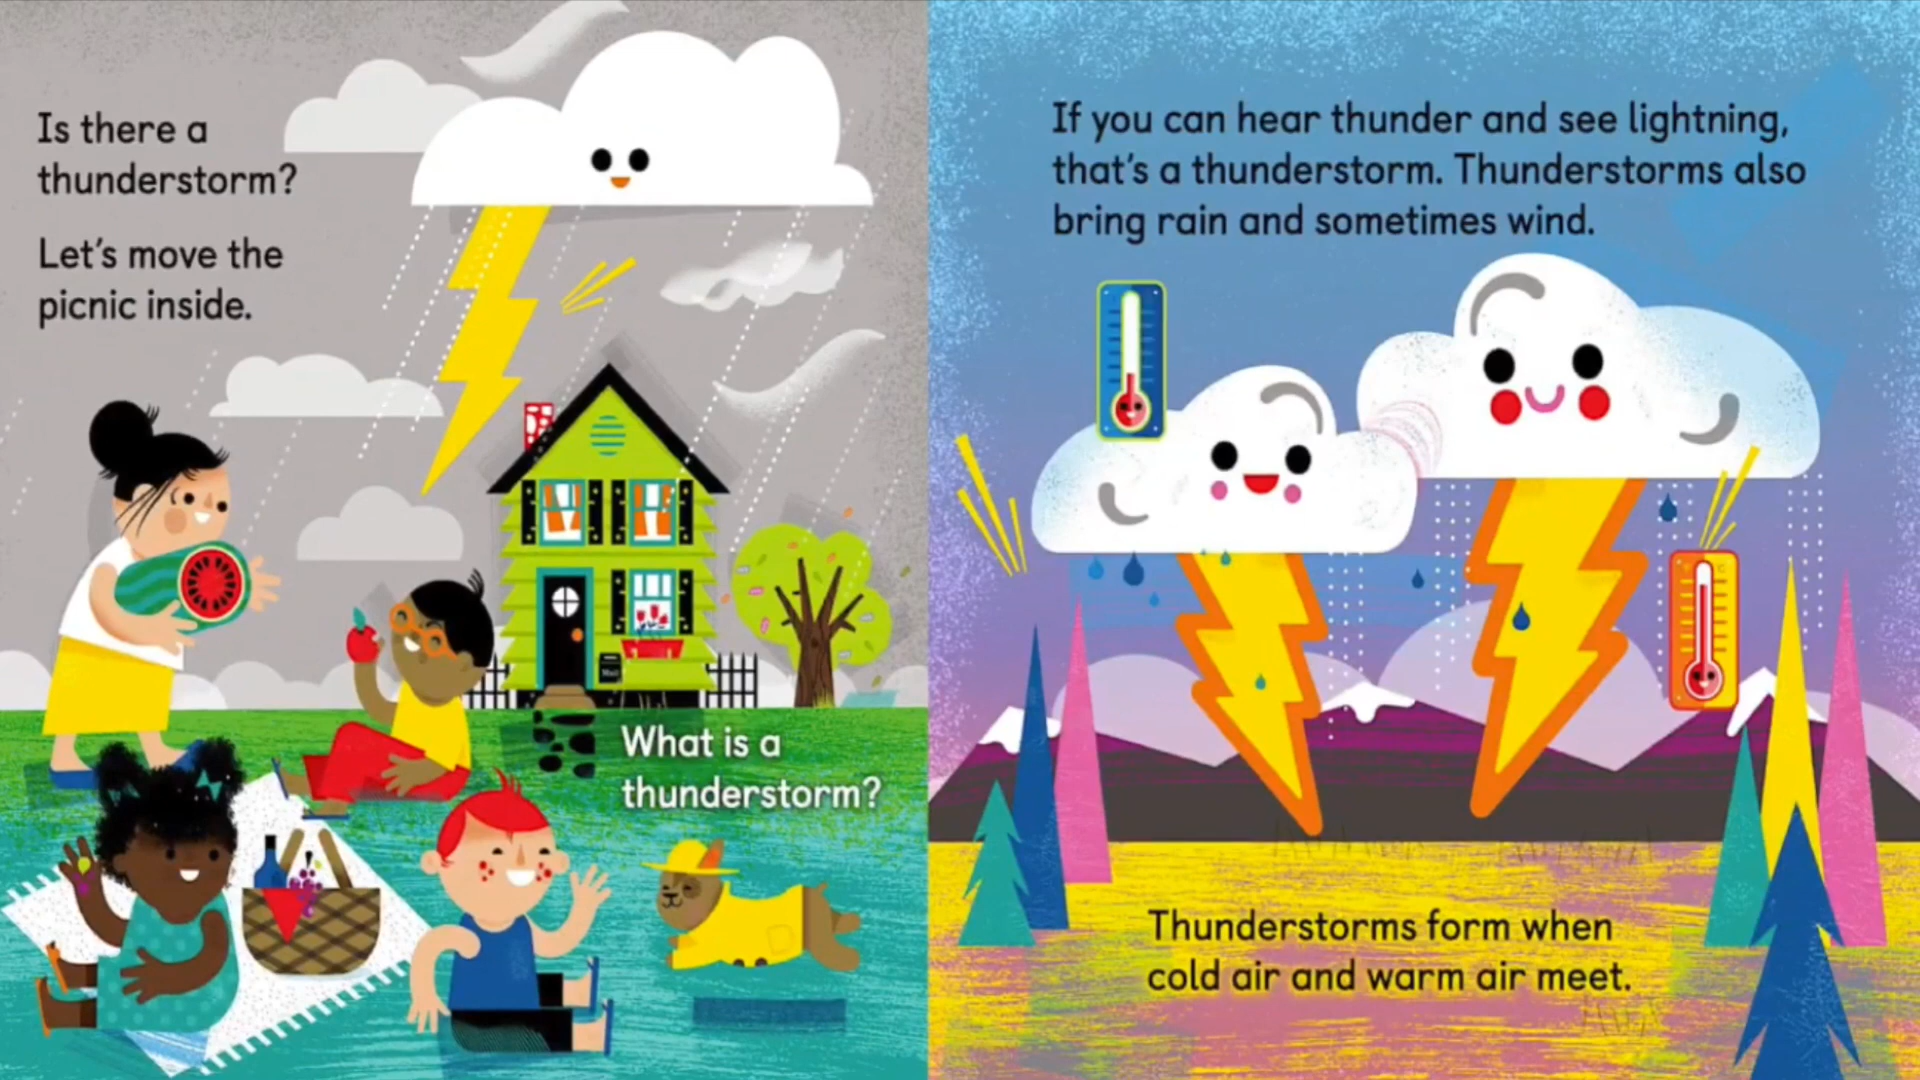 Is there a
thunderstorm?
Let's move the
picnic inside.
What is a
thunderstorm?
If you can hear thunder and see lightning,
that's a thunderstorm. Thunderstorms also
bring rain and sometimes wind.
Thunderstorms form when
cold air and warm air meet.